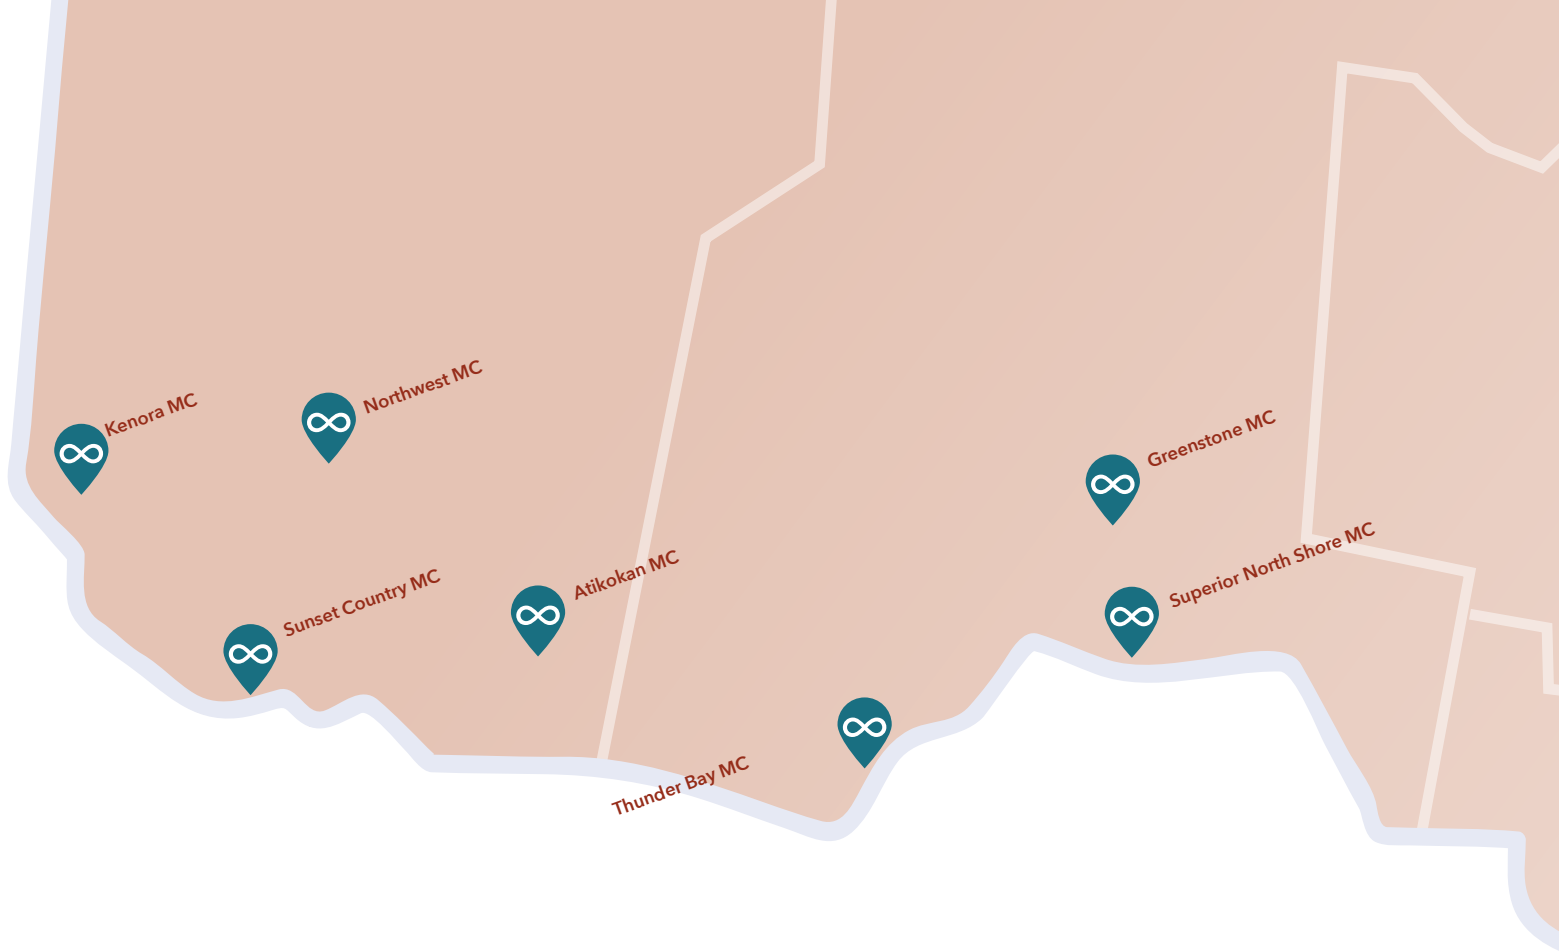 Northwest MC
Kenora MC
Greenstone MC
Superior North Shore MC
Atikokan MC
Sunset Country MC
Thunder Bay MC